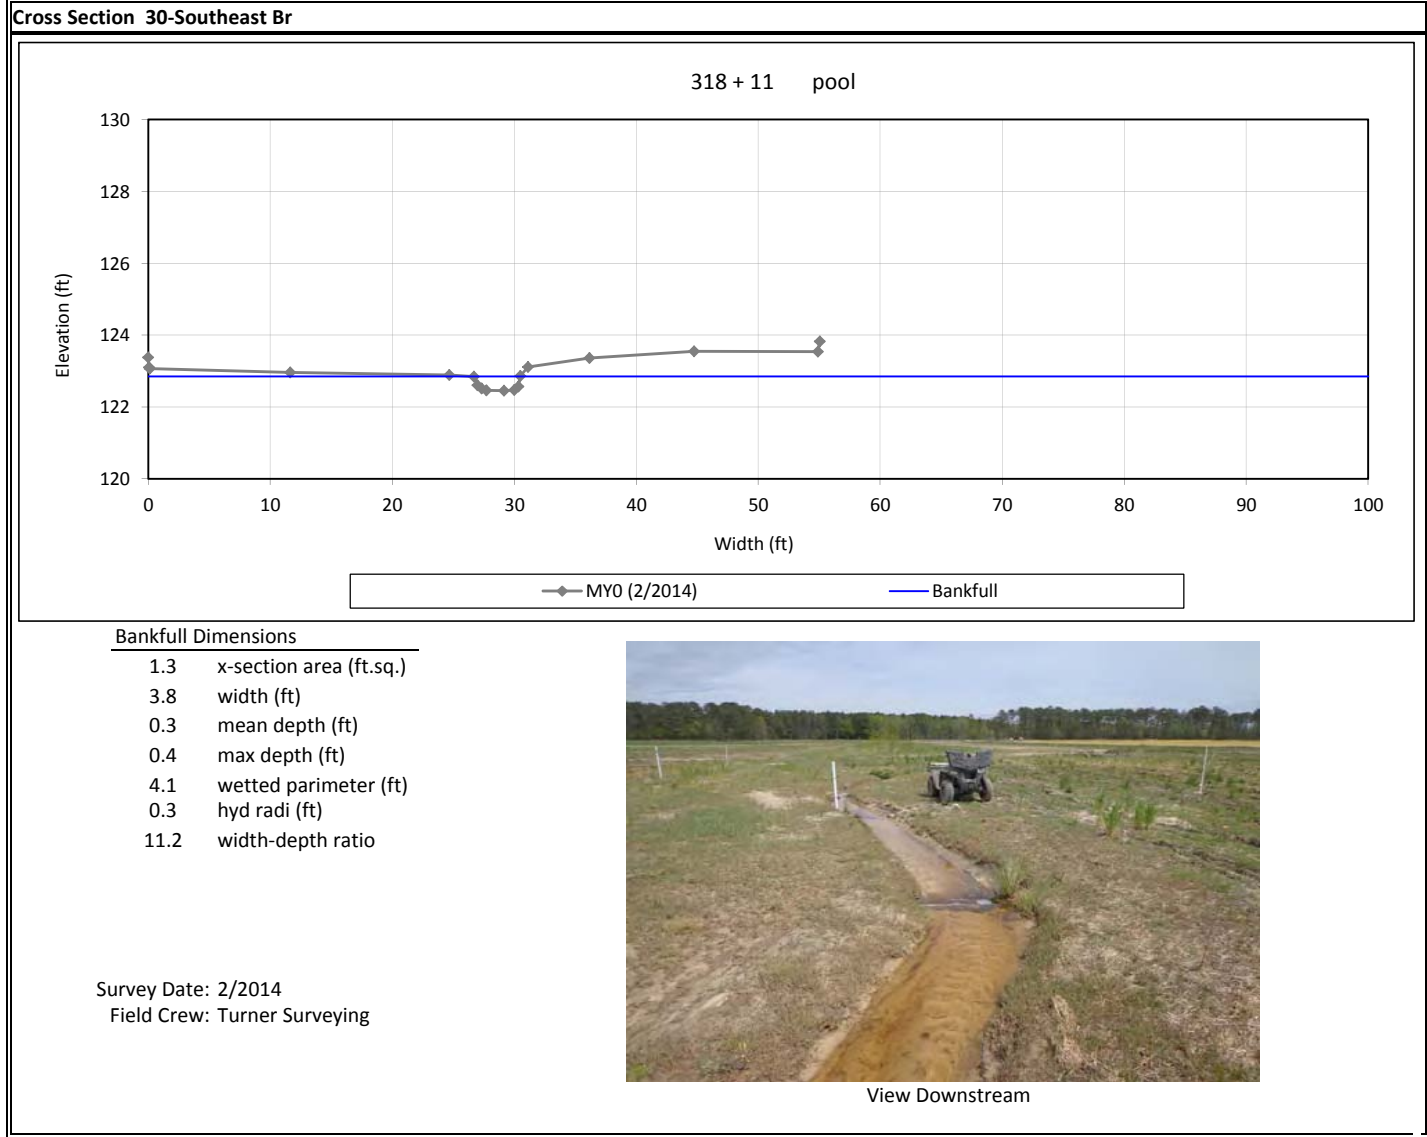 Cross Section  30-Southeast Br
318 + 11 pool
130
128
126
124
122
120
Elevation (ft)
0 10 20 30 40 50 60 70 80 90 100
Width (ft)
MY0 (2/2014) Bankfull
Bankfull Dimensions
1.3 x-section area (ft.sq.)
3.8 width (ft)
0.3 mean depth (ft)
0.4 max depth (ft)
4.1 wetted parimeter (ft)
0.3 hyd radi (ft)
11.2 width-depth ratio
Survey Date: 2/2014
Field Crew: Turner Surveying
View Downstream